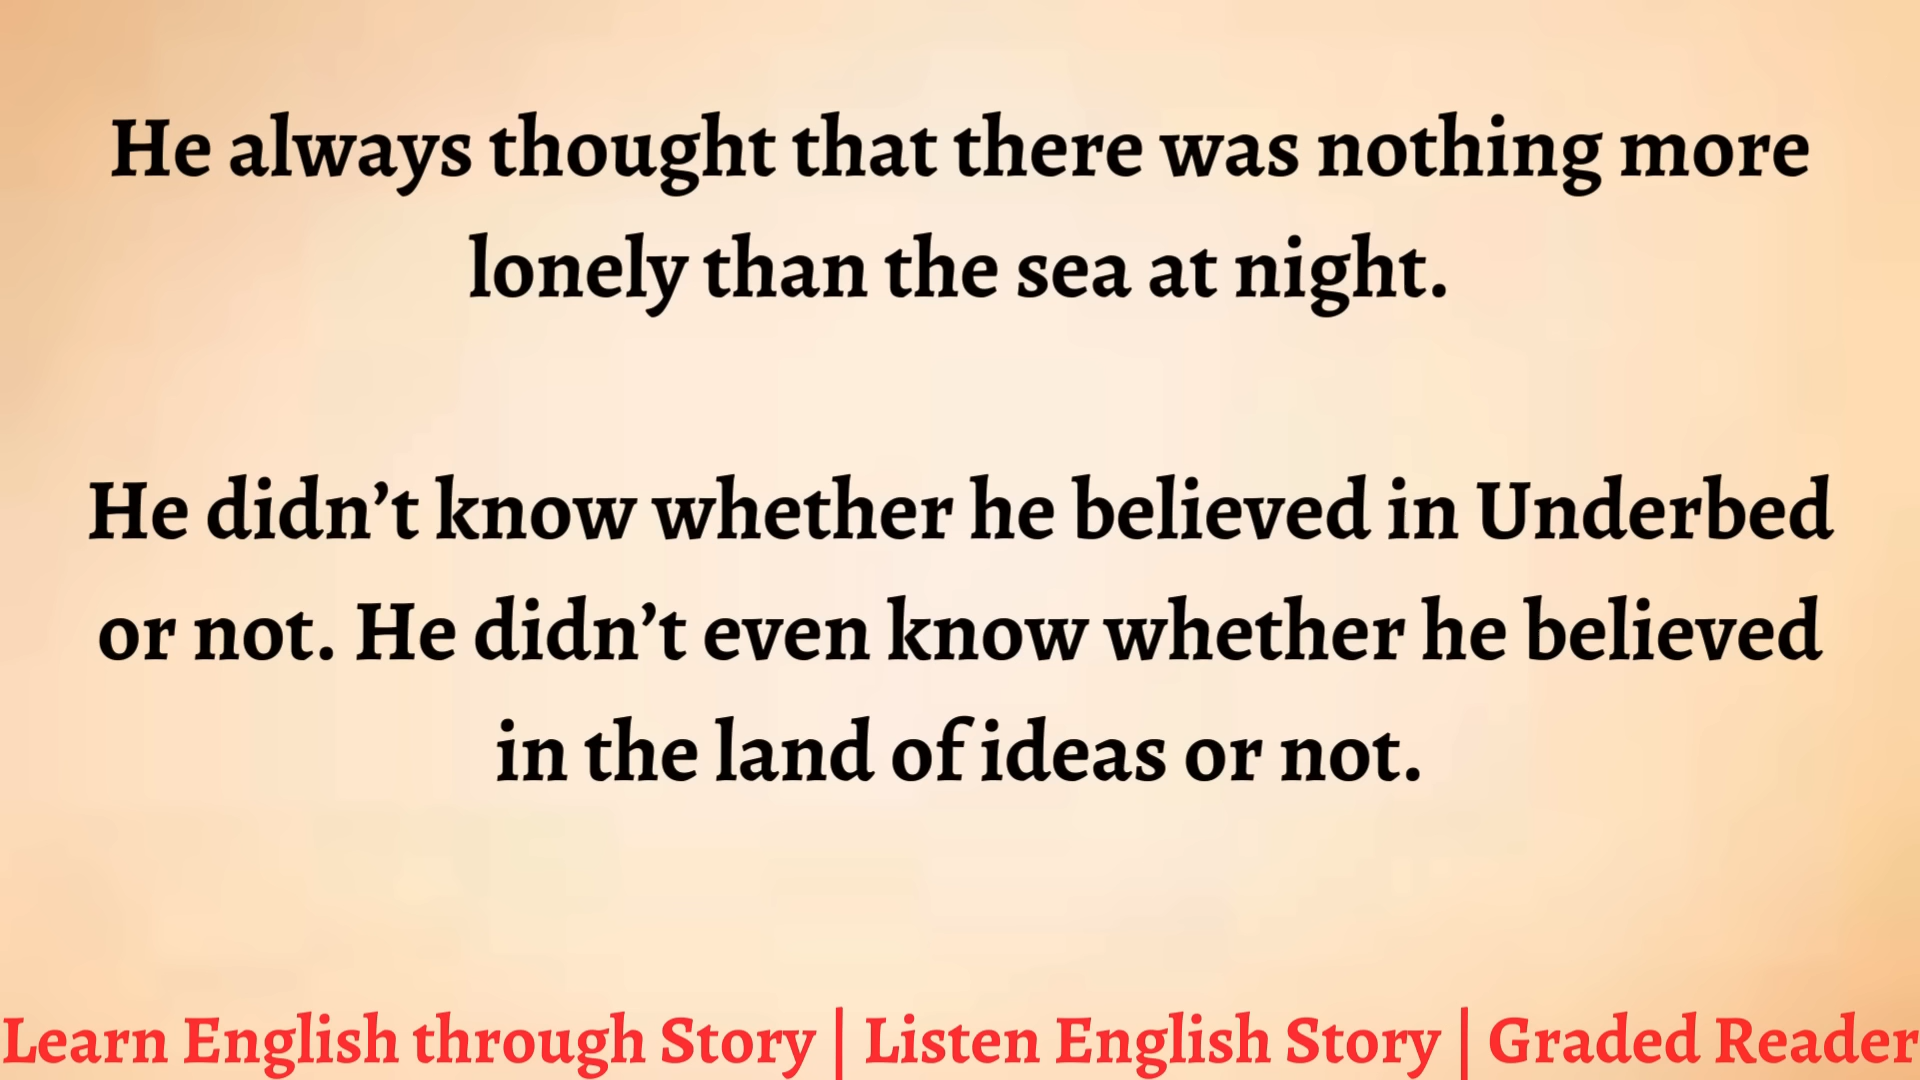 He always thought that there was nothing more
lonely than the sea at night.
He didn’t know whether he believed in Underbed
or not. He didn’t even know whether he believed
in the land of ideas or not.
Learn English through Story | Listen English Story | Graded Reader